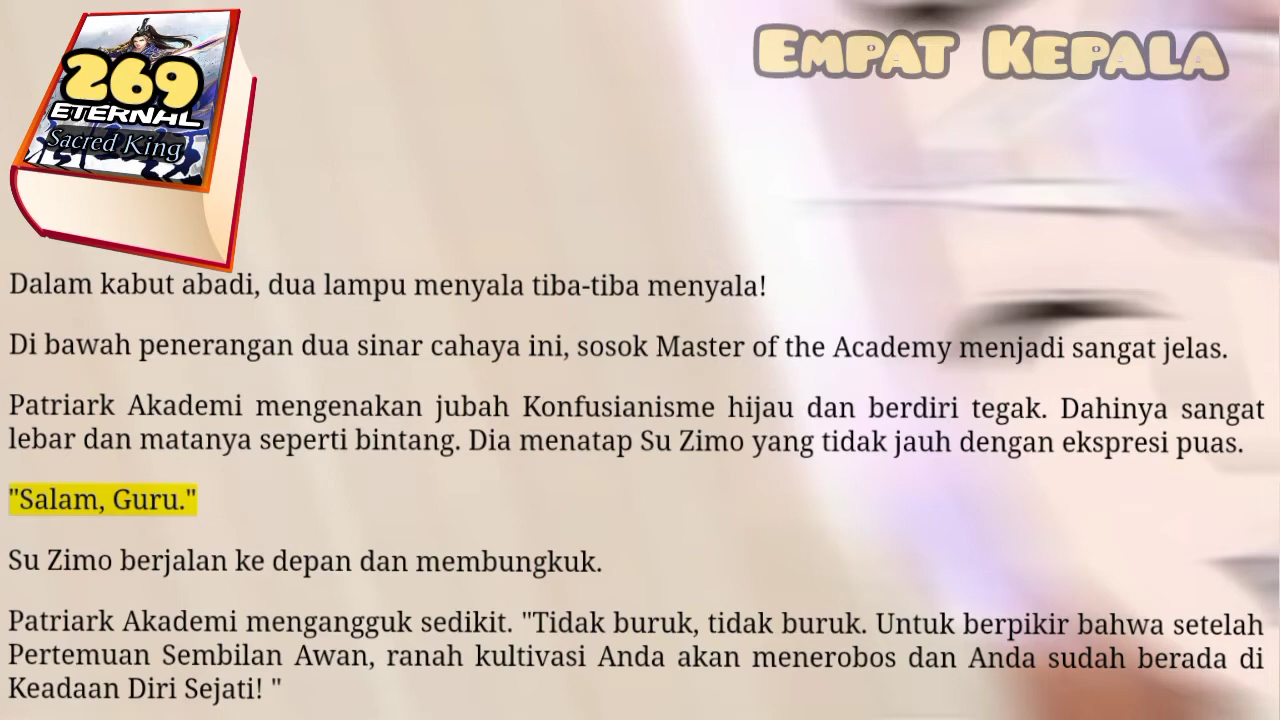 269
ETERNAL
Sacred King
EMPAT KEPALA
Dalam kabut abadi, dua lampu menyala tiba-tiba menyala!
Di bawah penerangan dua sinar cahaya ini, sosok Master of the Academy menjadi sangat jelas.
Patriark Akademi mengenakan jubah Konfusianisme hijau dan berdiri tegak. Dahinya sangat
lebar dan matanya seperti bintang. Dia menatap Su Zimo yang tidak jauh dengan ekspresi puas.
"Salam, Guru."
Su Zimo berjalan ke depan dan membungkuk.
Patriark Akademi mengangguk sedikit. "Tidak buruk, tidak buruk. Untuk berpikir bahwa setelah
Pertemuan Sembilan Awan, ranah kultivasi Anda akan menerobos dan Anda sudah berada di
Keadaan Diri Sejati! "